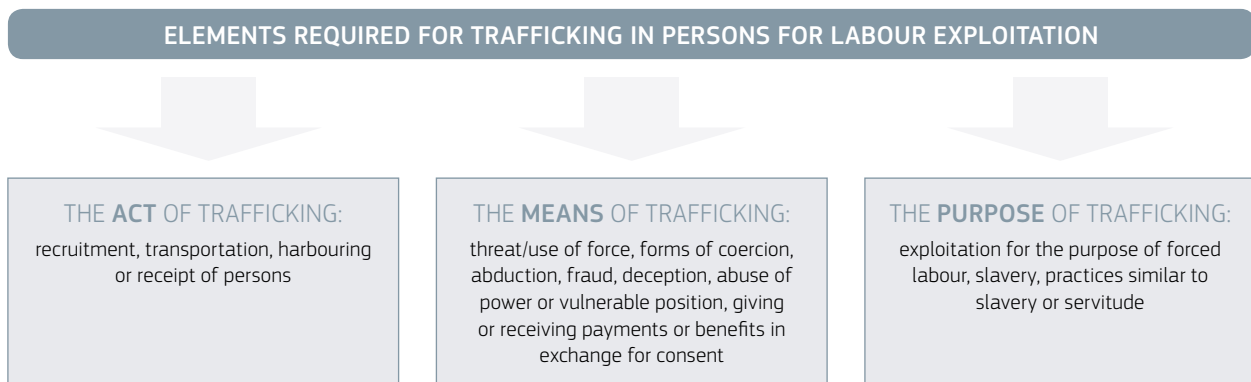 ELEMENTS REQUIRED FOR TRAFFICKING IN PERSONS FOR LABOUR EXPLOITATION
THE ACT OF TRAFFICKING:
recruitment, transportation, harbouring
or receipt of persons
THE MEANS OF TRAFFICKING:
threat/use of force, forms of coercion,
abduction, fraud, deception, abuse of
power or vulnerable position, giving
or receiving payments or benefits in
exchange for consent
THE PURPOSE OF TRAFFICKING:
exploitation for the purpose of forced
labour, slavery, practices similar to
slavery or servitude